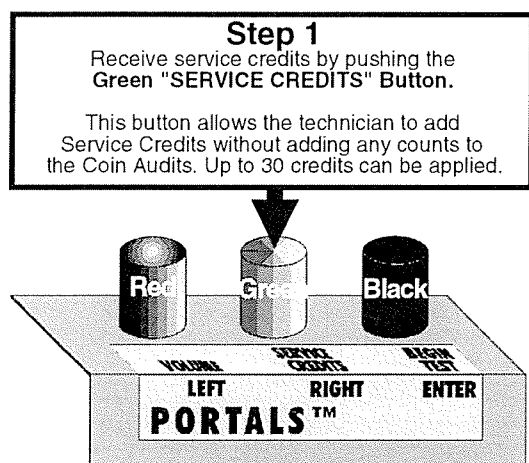 Step 1
Receive service credits by pushing the
Green "SERVICE CREDITS" Button.
This button allows the technician to add
Service Credits without adding any counts to
the Coin Audits. Up to 30 credits can be applied.
Red Green Black
VOLUME SERVICE CREDITS BEGIN TEST
LEFT RIGHT ENTER
PORTALS™